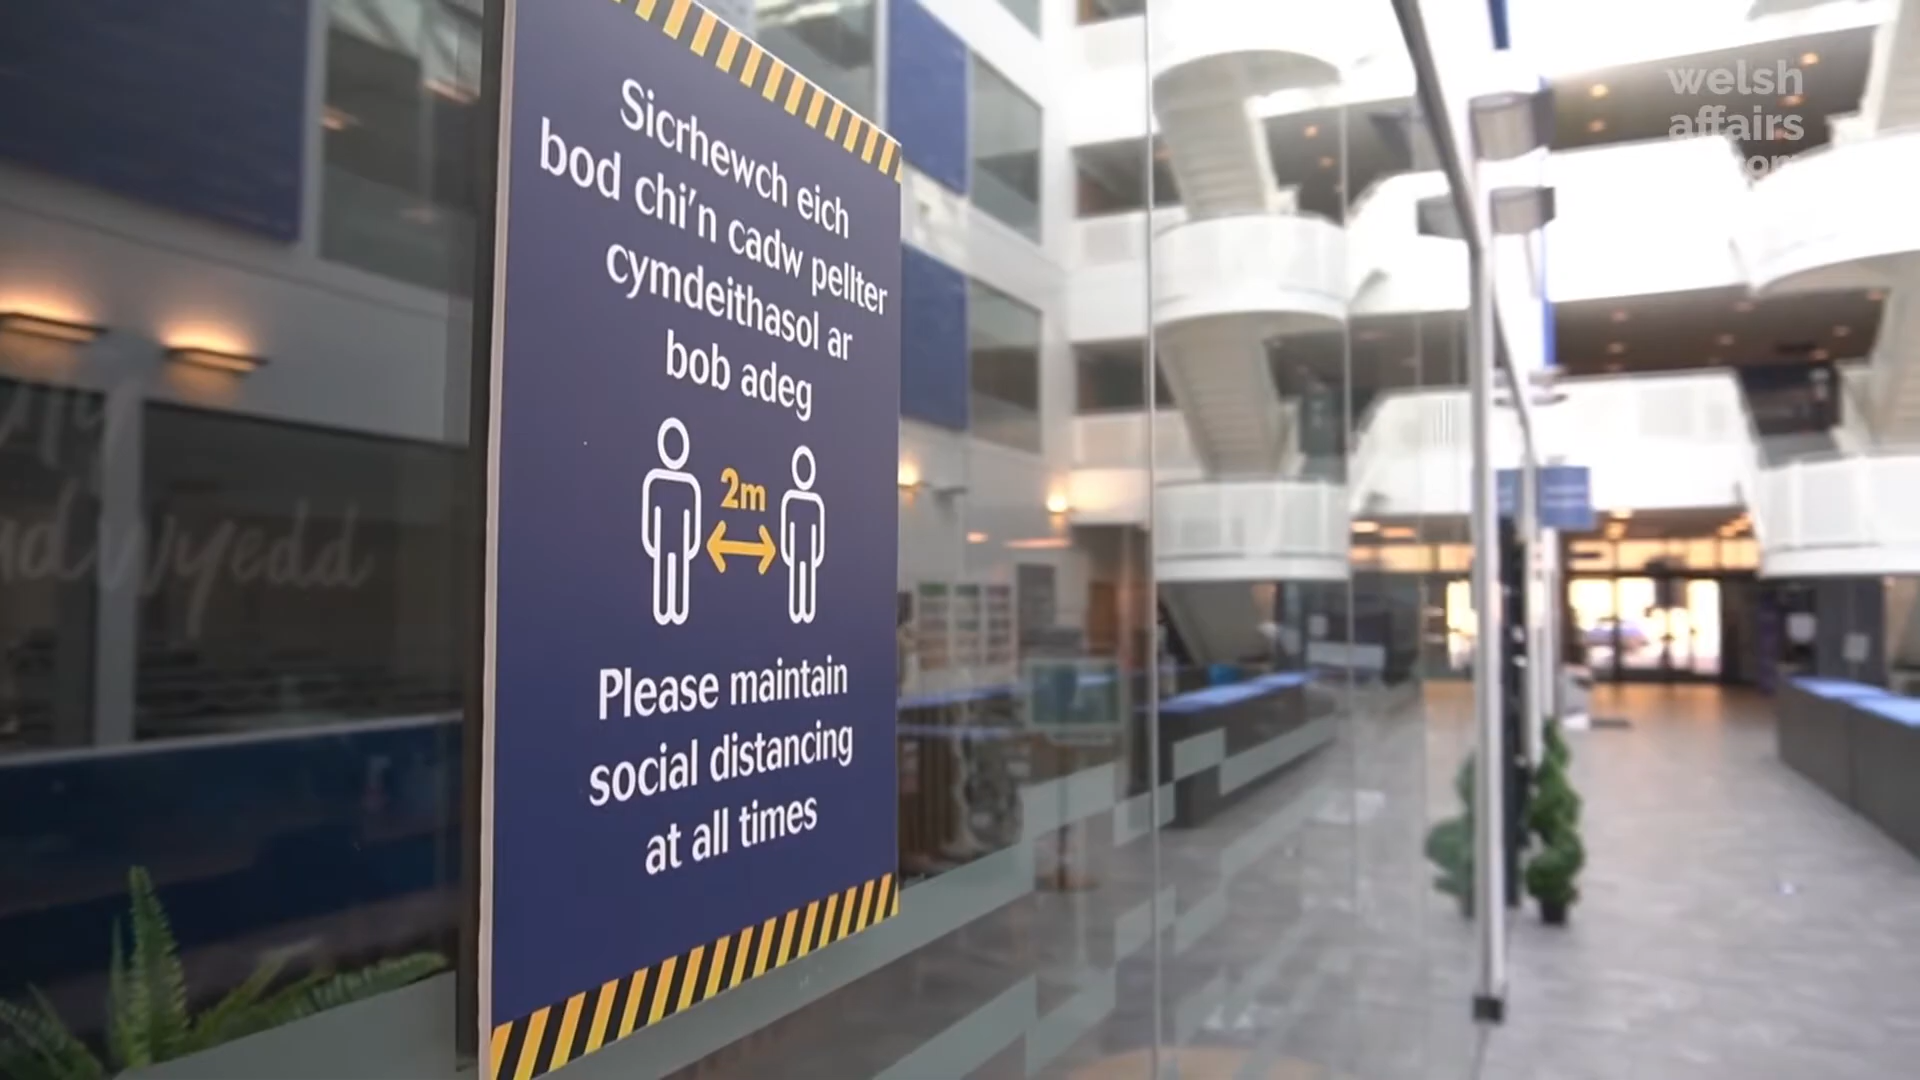 welsh
affairs
.com
Sicrhewch eich
bod chi'n cadw pellter
cymdeithasol ar
bob adeg
2m
Please maintain
social distancing
at all times